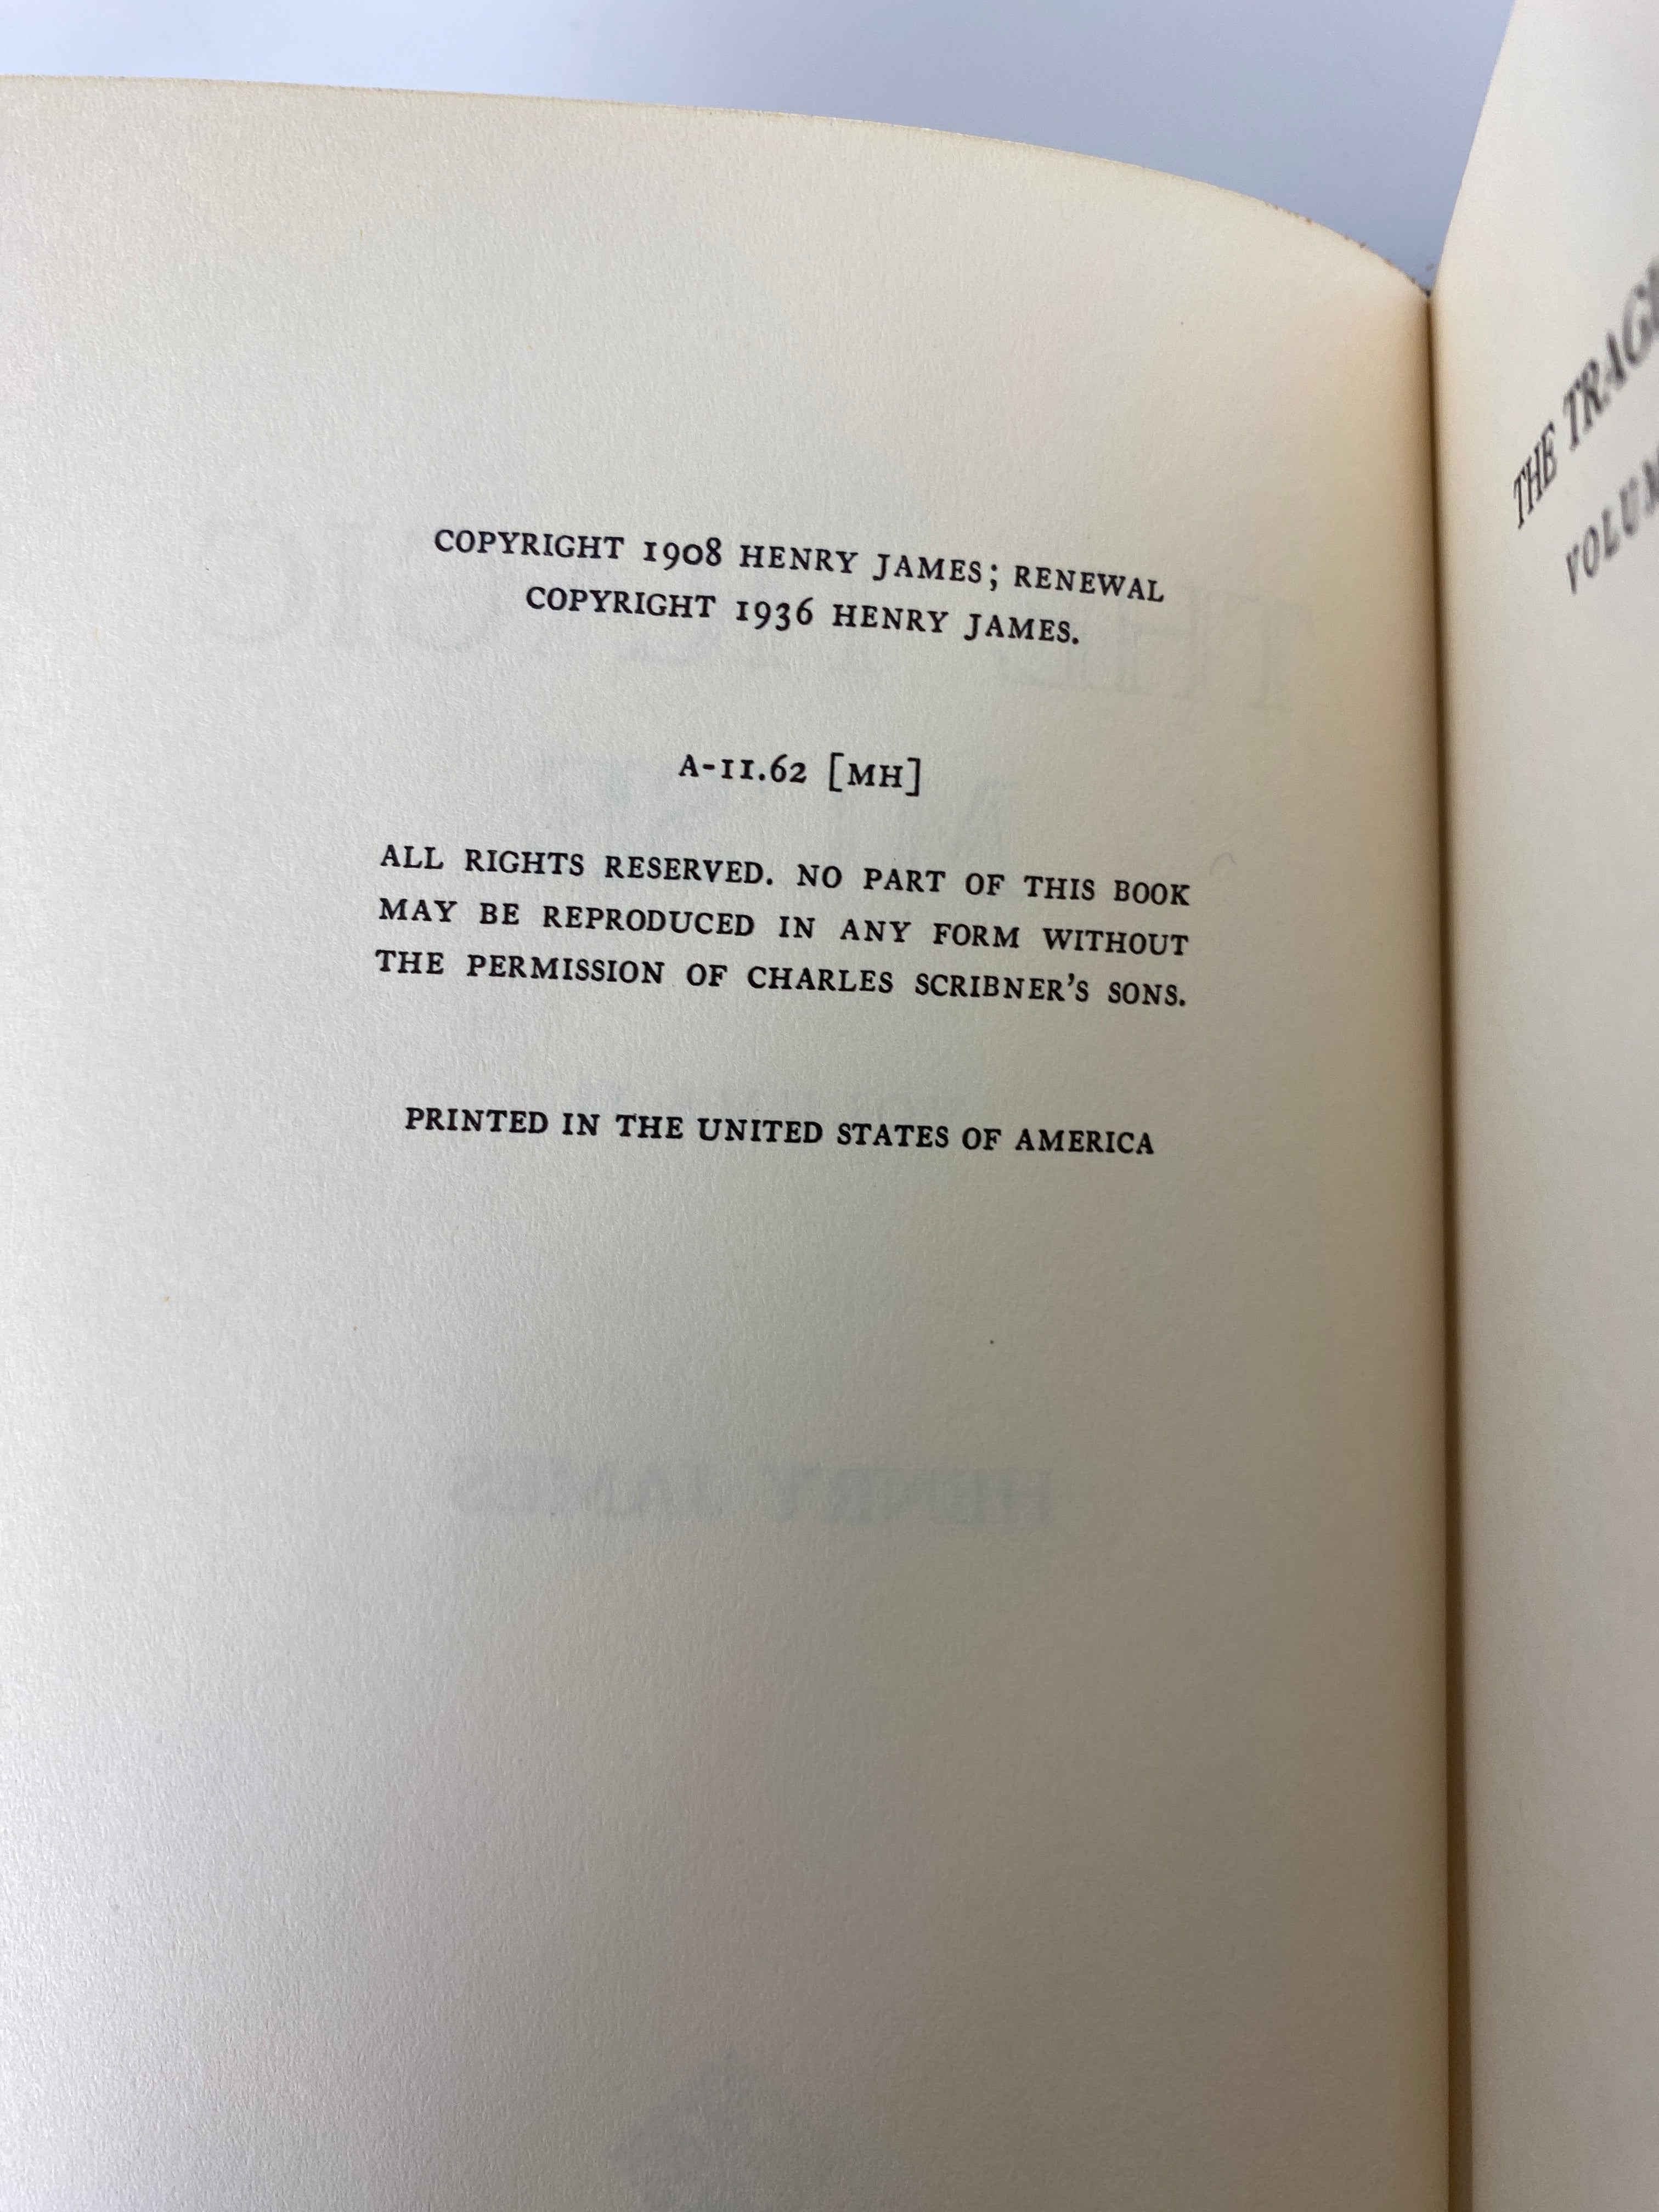 COPYRIGHT 1908 HENRY JAMES; RENEWAL
COPYRIGHT 1936 HENRY JAMES.
A-11.62 [MH]
ALL RIGHTS RESERVED. NO PART OF THIS BOOK
MAY BE REPRODUCED IN ANY FORM WITHOUT
THE PERMISSION OF CHARLES SCRIBNER'S SONS.
PRINTED IN THE UNITED STATES OF AMERICA
HENRY JAMES
THE